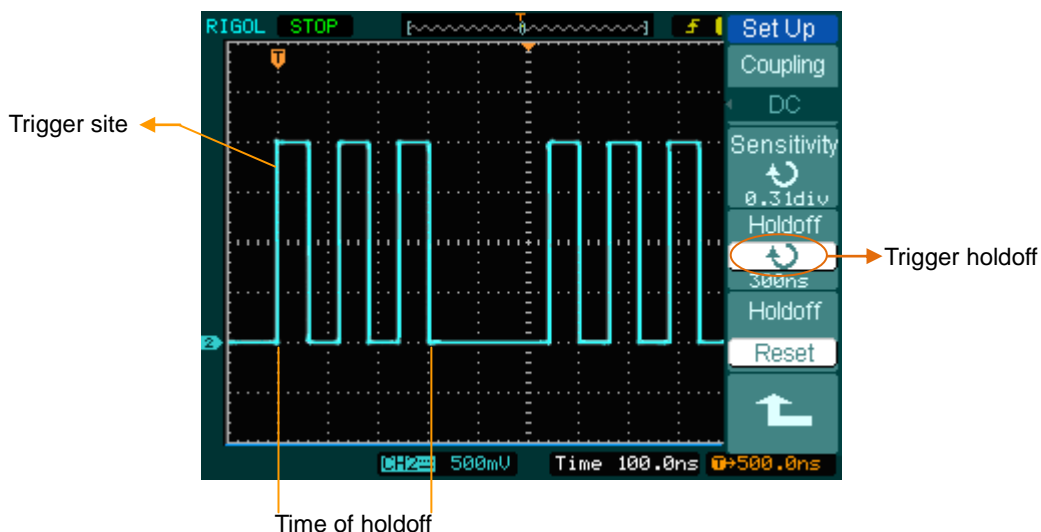 RIGOL STOP
T
Set Up
T
Coupling
DC
Trigger site
Sensitivity
0.31div
Holdoff
Trigger holdoff
300ns
Holdoff
2
Reset
CH2 500mV Time 100.0ns T→500.0ns
Time of holdoff